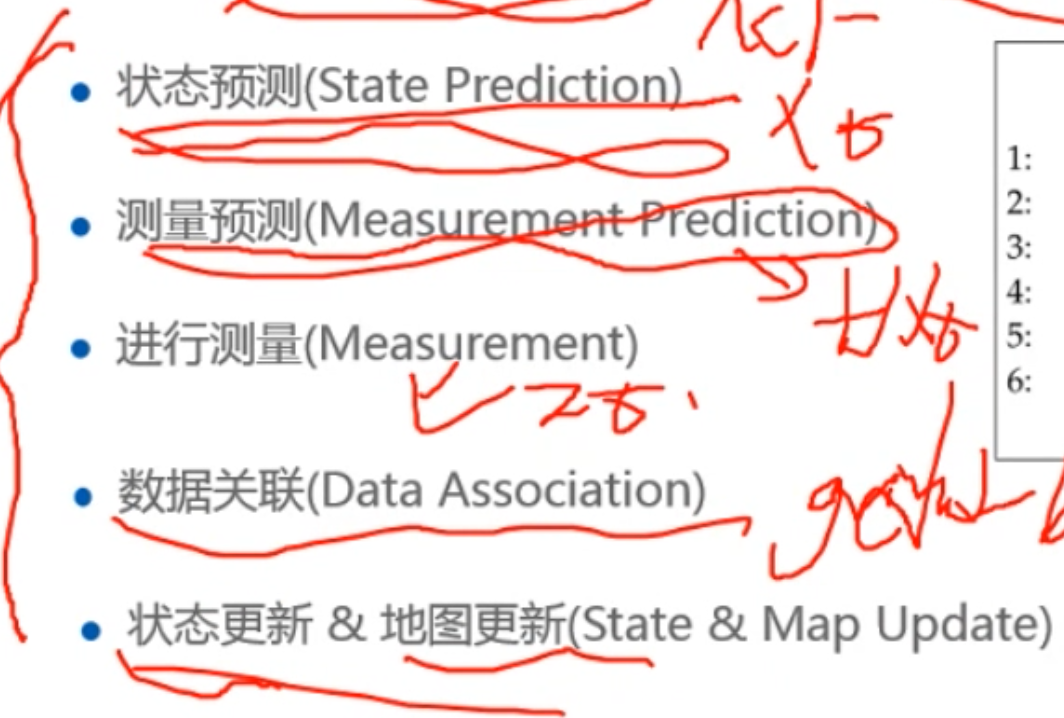 状态预测(State Prediction)
测量预测(Measurement Prediction)
进行测量(Measurement)
数据关联(Data Association)
状态更新 & 地图更新(State & Map Update)
1:
2:
3:
4:
5:
6: